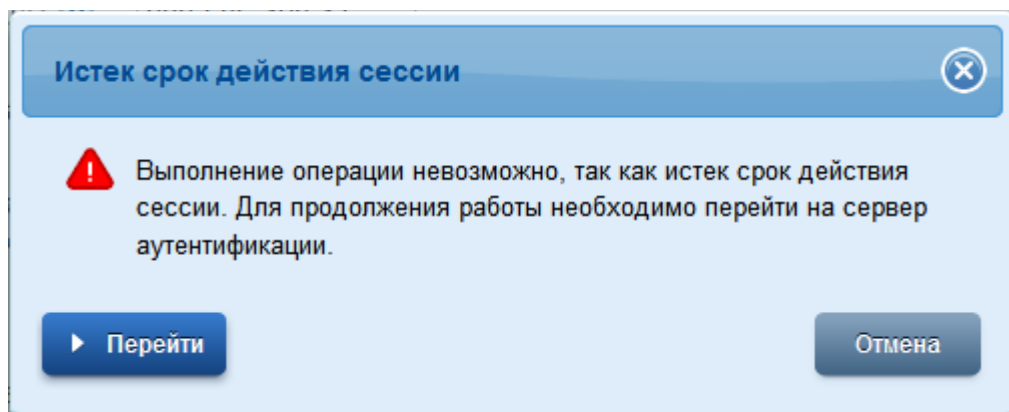 Истек срок действия сессии
Выполнение операции невозможно, так как истек срок действия
сессии. Для продолжения работы необходимо перейти на сервер
аутентификации.
Перейти
Отмена